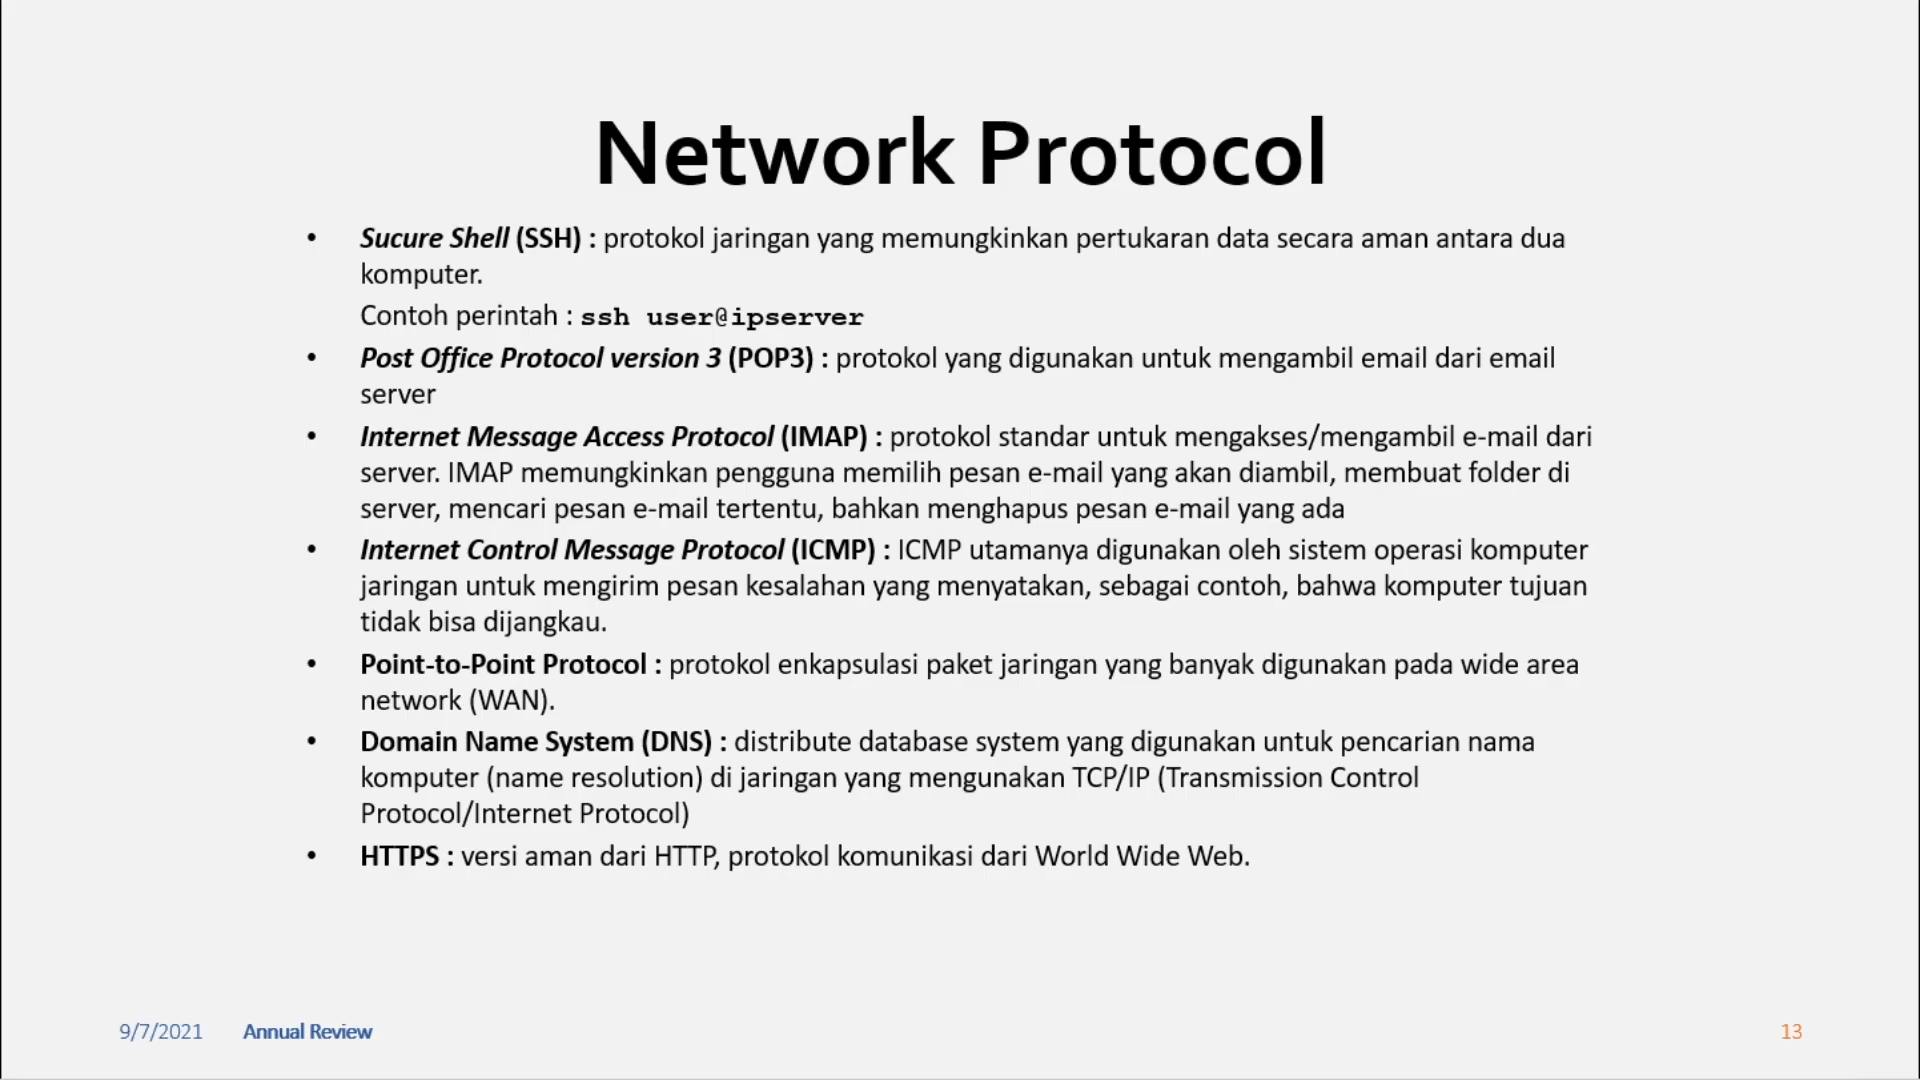 Network Protocol
• Sucure Shell (SSH) : protokol jaringan yang memungkinkan pertukaran data secara aman antara dua
komputer.
Contoh perintah : ssh user@ipserver
• Post Office Protocol version 3 (POP3) : protokol yang digunakan untuk mengambil email dari email
server
• Internet Message Access Protocol (IMAP) : protokol standar untuk mengakses/mengambil e-mail dari
server. IMAP memungkinkan pengguna memilih pesan e-mail yang akan diambil, membuat folder di
server, mencari pesan e-mail tertentu, bahkan menghapus pesan e-mail yang ada
• Internet Control Message Protocol (ICMP) : ICMP utamanya digunakan oleh sistem operasi komputer
jaringan untuk mengirim pesan kesalahan yang menyatakan, sebagai contoh, bahwa komputer tujuan
tidak bisa dijangkau.
• Point-to-Point Protocol : protokol enkapsulasi paket jaringan yang banyak digunakan pada wide area
network (WAN).
• Domain Name System (DNS) : distribute database system yang digunakan untuk pencarian nama
komputer (name resolution) di jaringan yang mengunakan TCP/IP (Transmission Control
Protocol/Internet Protocol)
• HTTPS : versi aman dari HTTP, protokol komunikasi dari World Wide Web.
9/7/2021 Annual Review 13